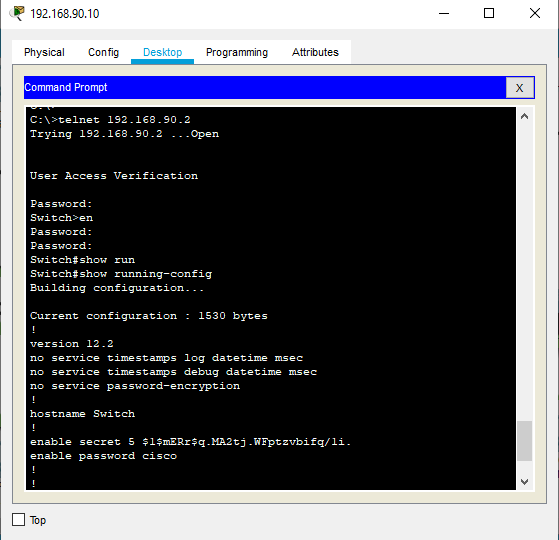 192.168.90.10
Physical Config Desktop Programming Attributes
Command Prompt
X
C:\>telnet 192.168.90.2
Trying 192.168.90.2 ...Open
User Access Verification
Password:
Switch>en
Password:
Password:
Switch#show run
Switch#show running-config
Building configuration...
Current configuration : 1530 bytes
!
version 12.2
no service timestamps log datetime msec
no service timestamps debug datetime msec
no service password-encryption
!
hostname Switch
!
enable secret 5 $1$mERr$q.MA2tj.WFptzvbifq/1i.
enable password cisco
!
!
Top